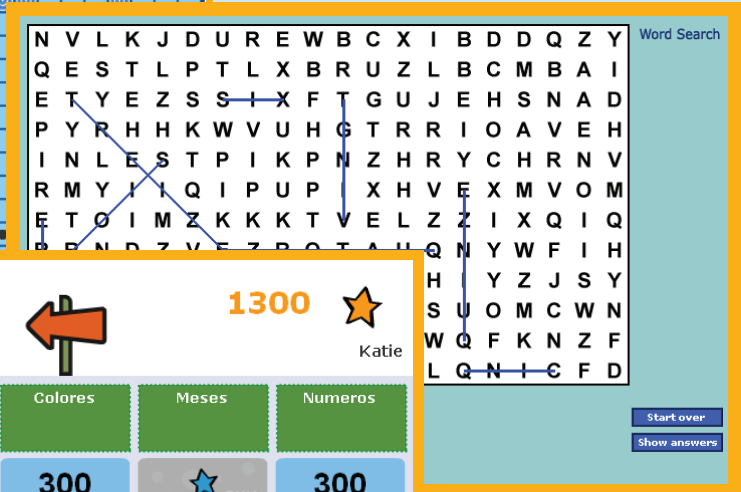 N V L K J D U R E W B C X I B D D Q Z Y
Word Search
Q E S T L P T L X B R U Z L B C M B A I
E T Y E Z S S I X F T G U J E H S N A D
P Y R H H K W V U H G T R R I O A V E H
I N L E S T P I K P N Z H R Y C H R N V
R M Y I I Q I P U P I X H V E X M V O M
E T O I M Z K K K T V E L Z Z I X Q I Q
Q N Y W F I H
H I Y Z J S Y
S U O M C W N
W Q F K N Z F
L Q N I C F D
1300
Katie
Colores Meses Numeros
300 300
Start over
Show answers